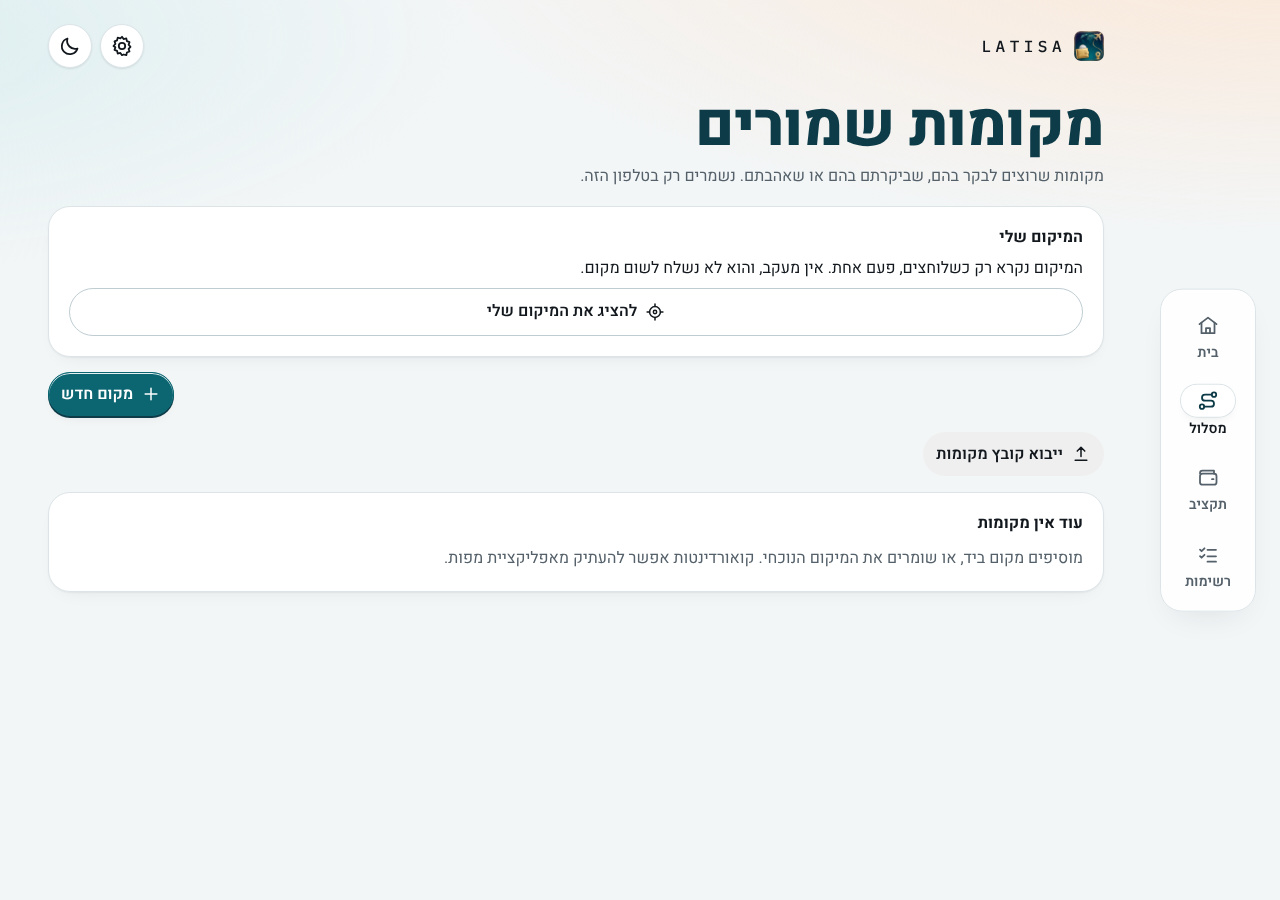 LATISA
מקומות שמורים
מקומות שרוצים לבקר בהם, שביקרתם בהם או שאהבתם. נשמרים רק בטלפון הזה.
המיקום שלי
המיקום נקרא רק כשלוחצים, פעם אחת. אין מעקב, והוא לא נשלח לשום מקום.
להציג את המיקום שלי
מקום חדש
ייבוא קובץ מקומות
עוד אין מקומות
מוסיפים מקום ביד, או שומרים את המיקום הנוכחי. קואורדינטות אפשר להעתיק מאפליקציית מפות.
בית
מסלול
תקציב
רשימות